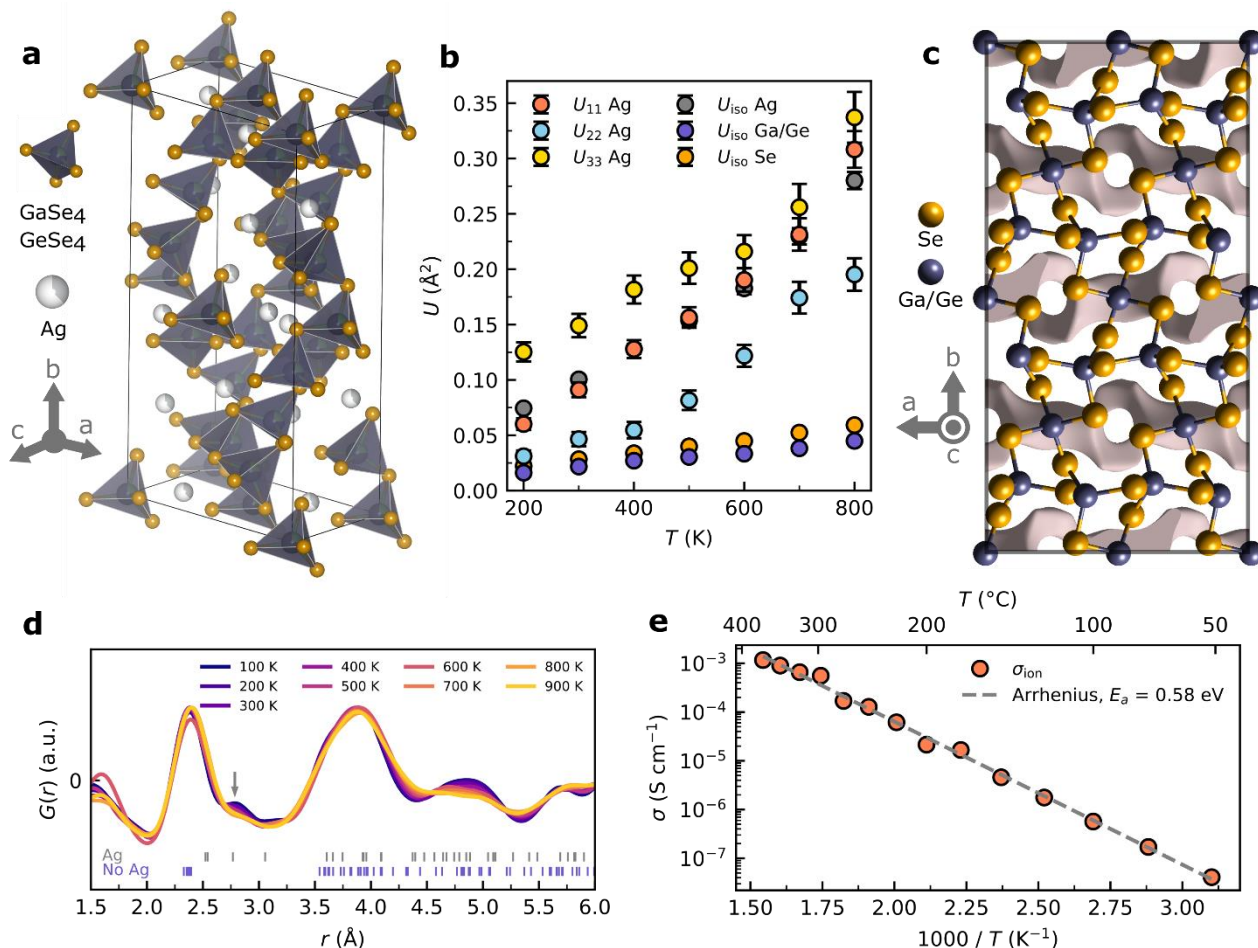 a
GaSe4
GeSe4
Ag
b
c
a
b
U11 Ag
U22 Ag
U33 Ag
Uiso Ag
Uiso Ga/Ge
Uiso Se
0.35
0.30
0.25
0.20
0.15
0.10
0.05
0.00
U (Å²)
200
400
600
800
T (K)
c
Se
Ga/Ge
b
a
c
d
100 K
200 K
300 K
400 K
500 K
600 K
700 K
800 K
900 K
0
G(r) (a.u.)
Ag
No Ag
1.5
2.0
2.5
3.0
3.5
4.0
4.5
5.0
5.5
6.0
r (Å)
e
T (°C)
400
300
200
100
50
σion
Arrhenius, Ea = 0.58 eV
10⁻³
10⁻⁴
10⁻⁵
10⁻⁶
10⁻⁷
σ (S cm⁻¹)
1.50
1.75
2.00
2.25
2.50
2.75
3.00
1000 / T (K⁻¹)